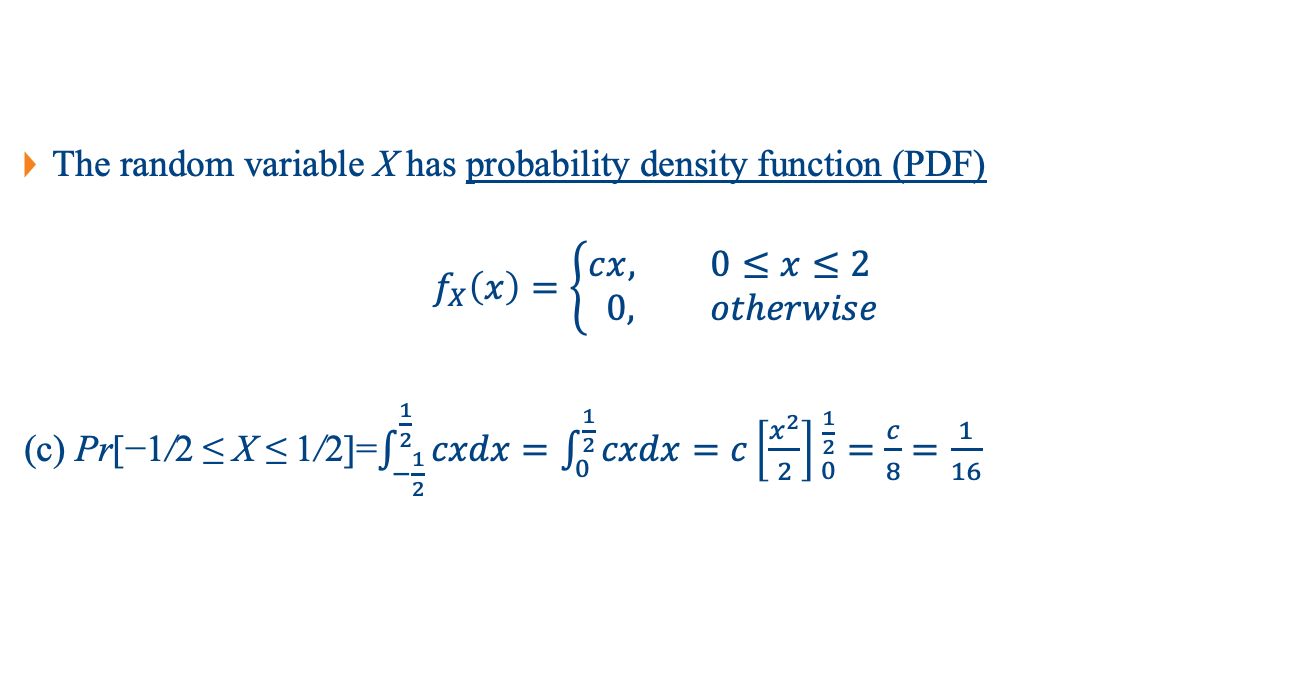 The random variable X has probability density function (PDF)
f_X(x) = { cx, 0 ≤ x ≤ 2
0, otherwise
(c) Pr[−1/2 ≤ X ≤ 1/2]=∫_{−1/2}^{1/2} cxdx = ∫_0^{1/2} cxdx = c [x²/2]_0^{1/2} = c/8 = 1/16